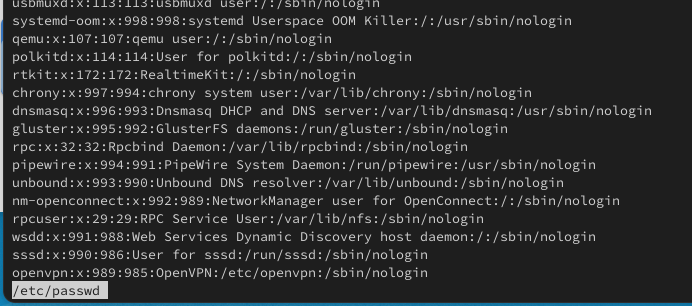 usbmuxd:x:113:113:usbmuxd user:/:/sbin/nologin
systemd-oom:x:998:998:systemd Userspace OOM Killer:/:/usr/sbin/nologin
qemu:x:107:107:qemu user:/:/sbin/nologin
polkitd:x:114:114:User for polkitd:/:/sbin/nologin
rtkit:x:172:172:RealtimeKit:/:/sbin/nologin
chrony:x:997:994:chrony system user:/var/lib/chrony:/sbin/nologin
dnsmasq:x:996:993:Dnsmasq DHCP and DNS server:/var/lib/dnsmasq:/usr/sbin/nologin
gluster:x:995:992:GlusterFS daemons:/run/gluster:/sbin/nologin
rpc:x:32:32:Rpcbind Daemon:/var/lib/rpcbind:/sbin/nologin
pipewire:x:994:991:PipeWire System Daemon:/run/pipewire:/usr/sbin/nologin
unbound:x:993:990:Unbound DNS resolver:/var/lib/unbound:/sbin/nologin
nm-openconnect:x:992:989:NetworkManager user for OpenConnect:/:/sbin/nologin
rpcuser:x:29:29:RPC Service User:/var/lib/nfs:/sbin/nologin
wsdd:x:991:988:Web Services Dynamic Discovery host daemon:/:/sbin/nologin
sssd:x:990:986:User for sssd:/run/sssd:/sbin/nologin
openvpn:x:989:985:OpenVPN:/etc/openvpn:/sbin/nologin
/etc/passwd